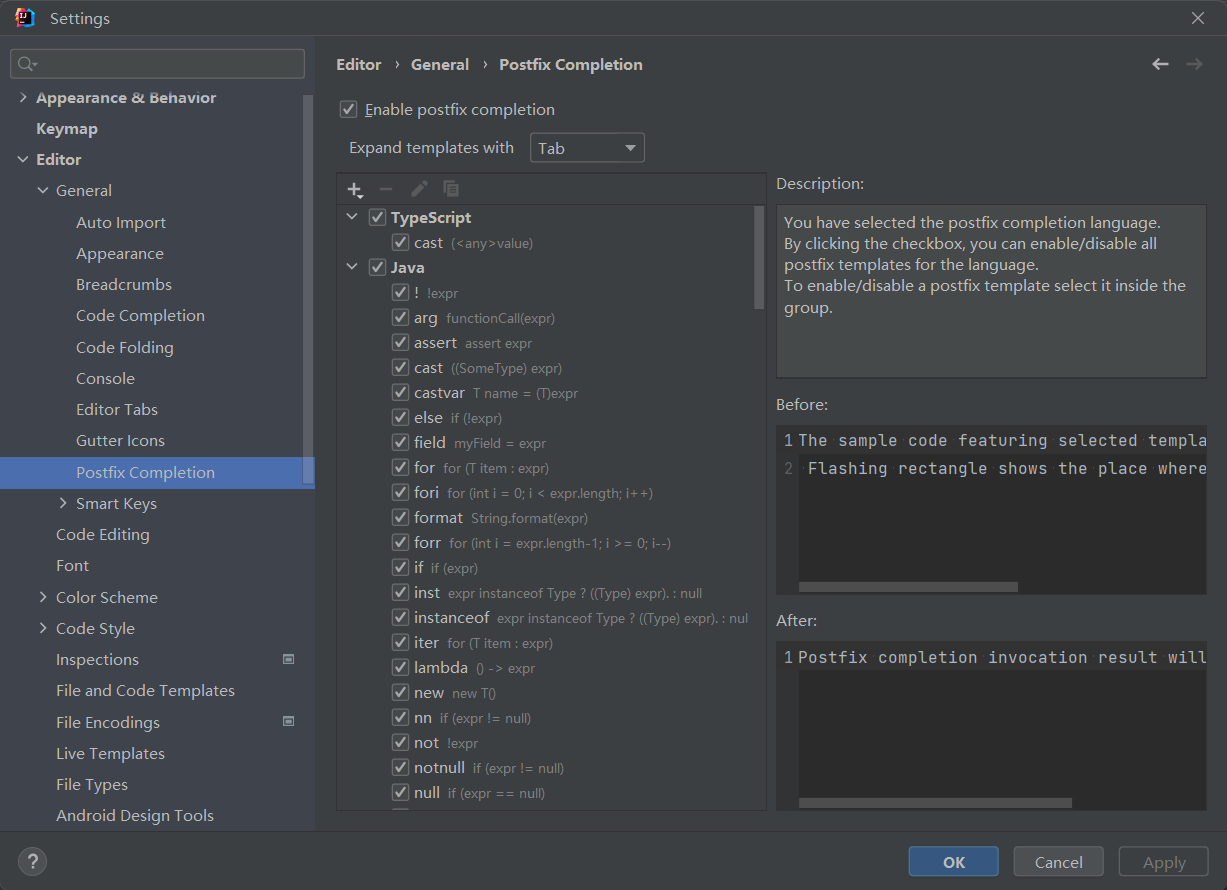 Settings
Appearance & Behavior
Keymap
Editor
General
Auto Import
Appearance
Breadcrumbs
Code Completion
Code Folding
Console
Editor Tabs
Gutter Icons
Postfix Completion
Smart Keys
Code Editing
Font
Color Scheme
Code Style
Inspections
File and Code Templates
File Encodings
Live Templates
File Types
Android Design Tools
Editor › General › Postfix Completion
Enable postfix completion
Expand templates with Tab
TypeScript
cast (<any>value)
Java
! !expr
arg functionCall(expr)
assert assert expr
cast ((SomeType) expr)
castvar T name = (T)expr
else if (!expr)
field myField = expr
for for (T item : expr)
fori for (int i = 0; i < expr.length; i++)
format String.format(expr)
forr for (int i = expr.length-1; i >= 0; i--)
if if (expr)
inst expr instanceof Type ? ((Type) expr). : null
instanceof expr instanceof Type ? ((Type) expr). : nul
iter for (T item : expr)
lambda () -> expr
new new T()
nn if (expr != null)
not !expr
notnull if (expr != null)
null if (expr == null)
Description:
You have selected the postfix completion language.
By clicking the checkbox, you can enable/disable all
postfix templates for the language.
To enable/disable a postfix template select it inside the
group.
Before:
1 The sample code featuring selected templa
2 Flashing rectangle shows the place where
After:
1 Postfix completion invocation result will
?
OK
Cancel
Apply